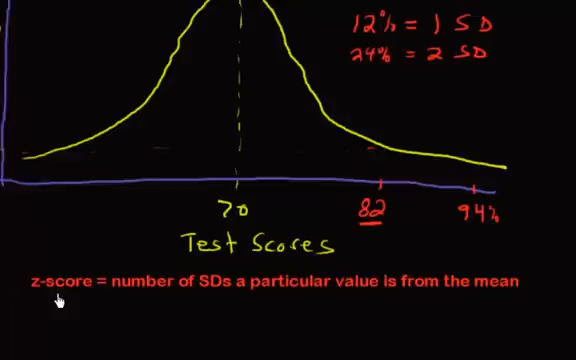 12% = 1 SD
24% = 2 SD
70
82
94%
Test Scores
z-score = number of SDs a particular value is from the mean